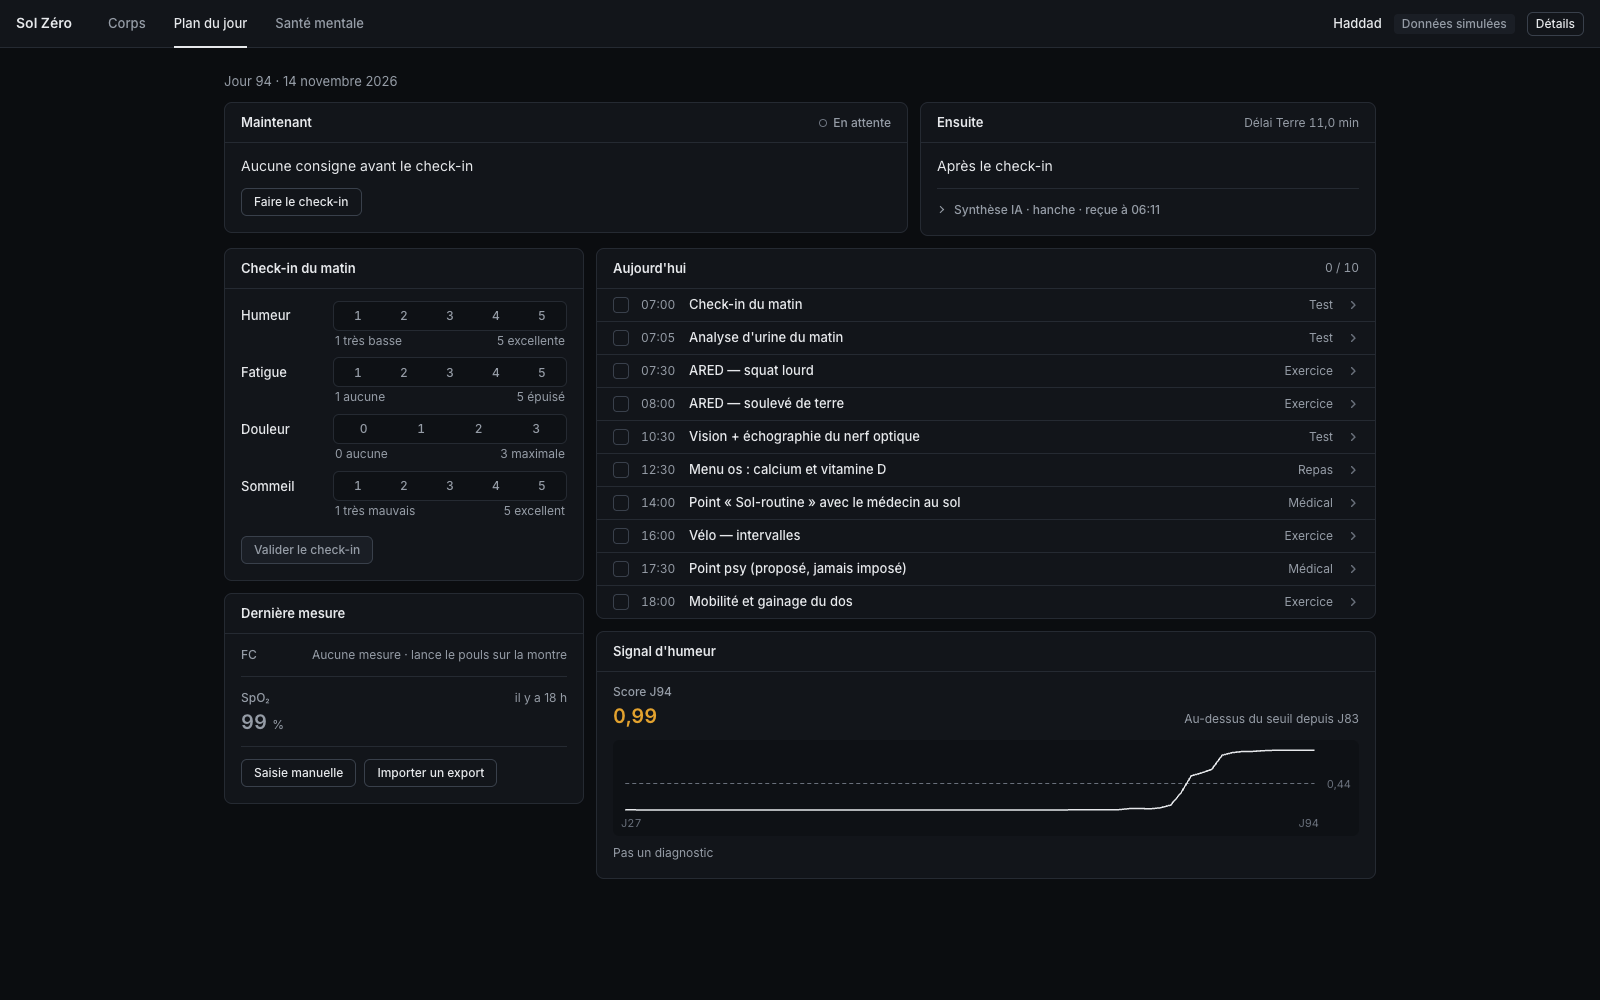 Sol Zéro
Corps
Plan du jour
Santé mentale
Haddad
Données simulées
Détails
Jour 94 · 14 novembre 2026
Maintenant
En attente
Aucune consigne avant le check-in
Faire le check-in
Ensuite
Délai Terre 11,0 min
Après le check-in
Synthèse IA · hanche · reçue à 06:11
Check-in du matin
Humeur
1 2 3 4 5
1 très basse
5 excellente
Fatigue
1 2 3 4 5
1 aucune
5 épuisé
Douleur
0 1 2 3
0 aucune
3 maximale
Sommeil
1 2 3 4 5
1 très mauvais
5 excellent
Valider le check-in
Dernière mesure
FC
Aucune mesure · lance le pouls sur la montre
SpO₂
il y a 18 h
99 %
Saisie manuelle
Importer un export
Aujourd'hui
0 / 10
07:00 Check-in du matin Test
07:05 Analyse d'urine du matin Test
07:30 ARED — squat lourd Exercice
08:00 ARED — soulevé de terre Exercice
10:30 Vision + échographie du nerf optique Test
12:30 Menu os : calcium et vitamine D Repas
14:00 Point « Sol-routine » avec le médecin au sol Médical
16:00 Vélo — intervalles Exercice
17:30 Point psy (proposé, jamais imposé) Médical
18:00 Mobilité et gainage du dos Exercice
Signal d'humeur
Score J94
0,99
Au-dessus du seuil depuis J83
0,44
J27
J94
Pas un diagnostic